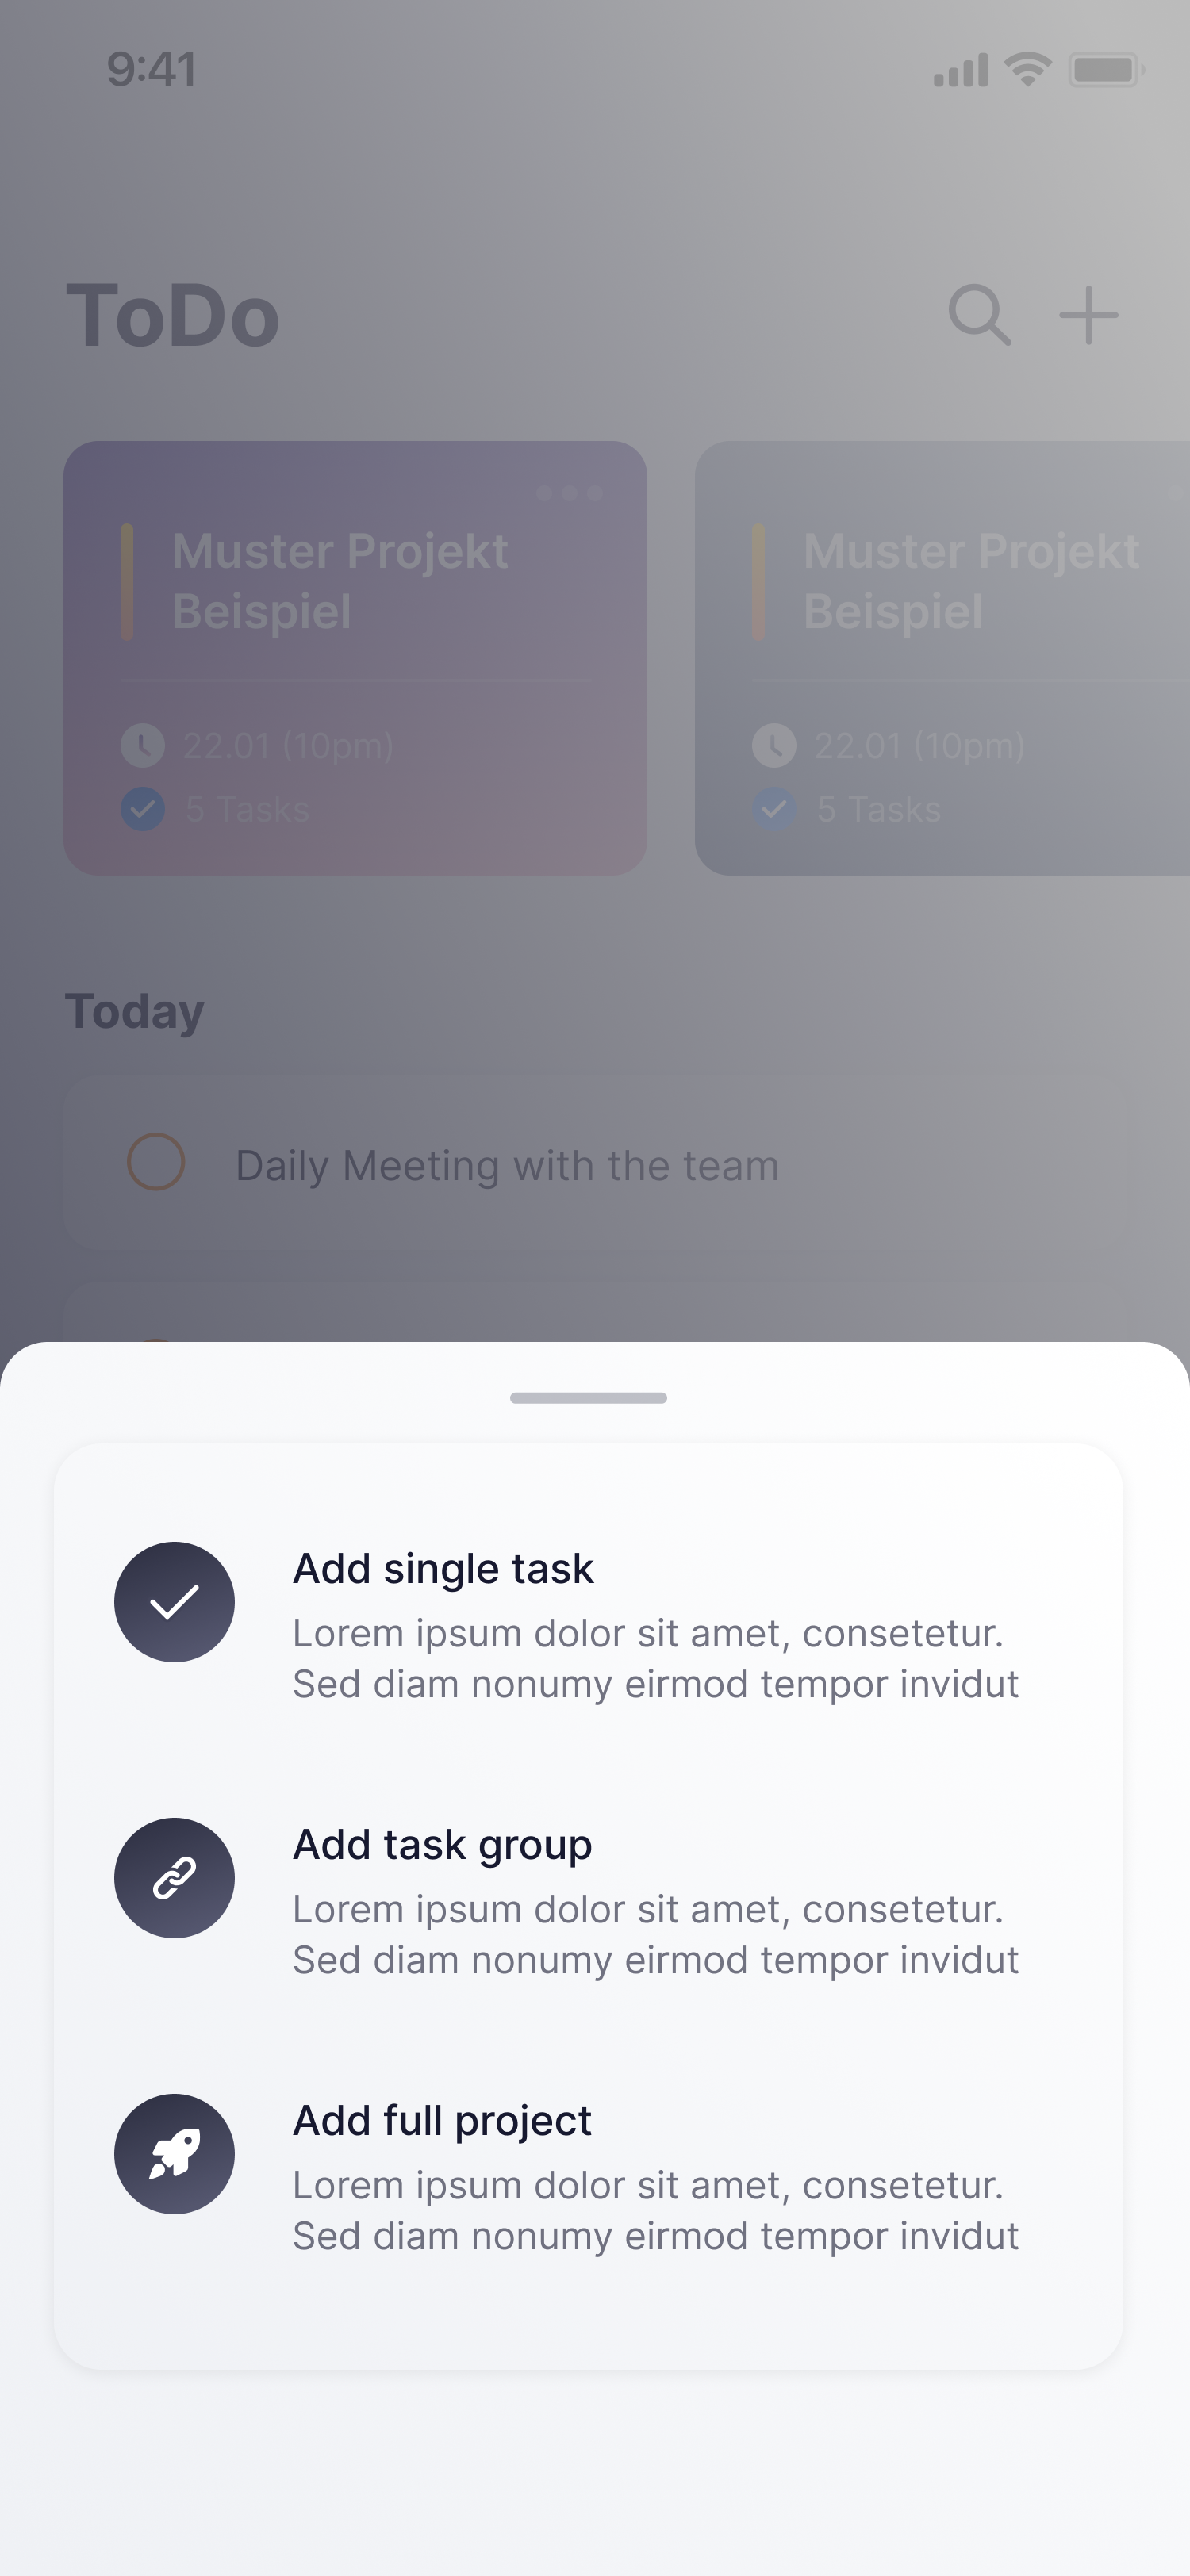 9:41
ToDo
Muster Projekt
Beispiel
22.01 (10pm)
5 Tasks
Muster Projekt
Beispiel
22.01 (10pm)
5 Tasks
Today
Daily Meeting with the team
Add single task
Lorem ipsum dolor sit amet, consetetur.
Sed diam nonumy eirmod tempor invidut
Add task group
Lorem ipsum dolor sit amet, consetetur.
Sed diam nonumy eirmod tempor invidut
Add full project
Lorem ipsum dolor sit amet, consetetur.
Sed diam nonumy eirmod tempor invidut